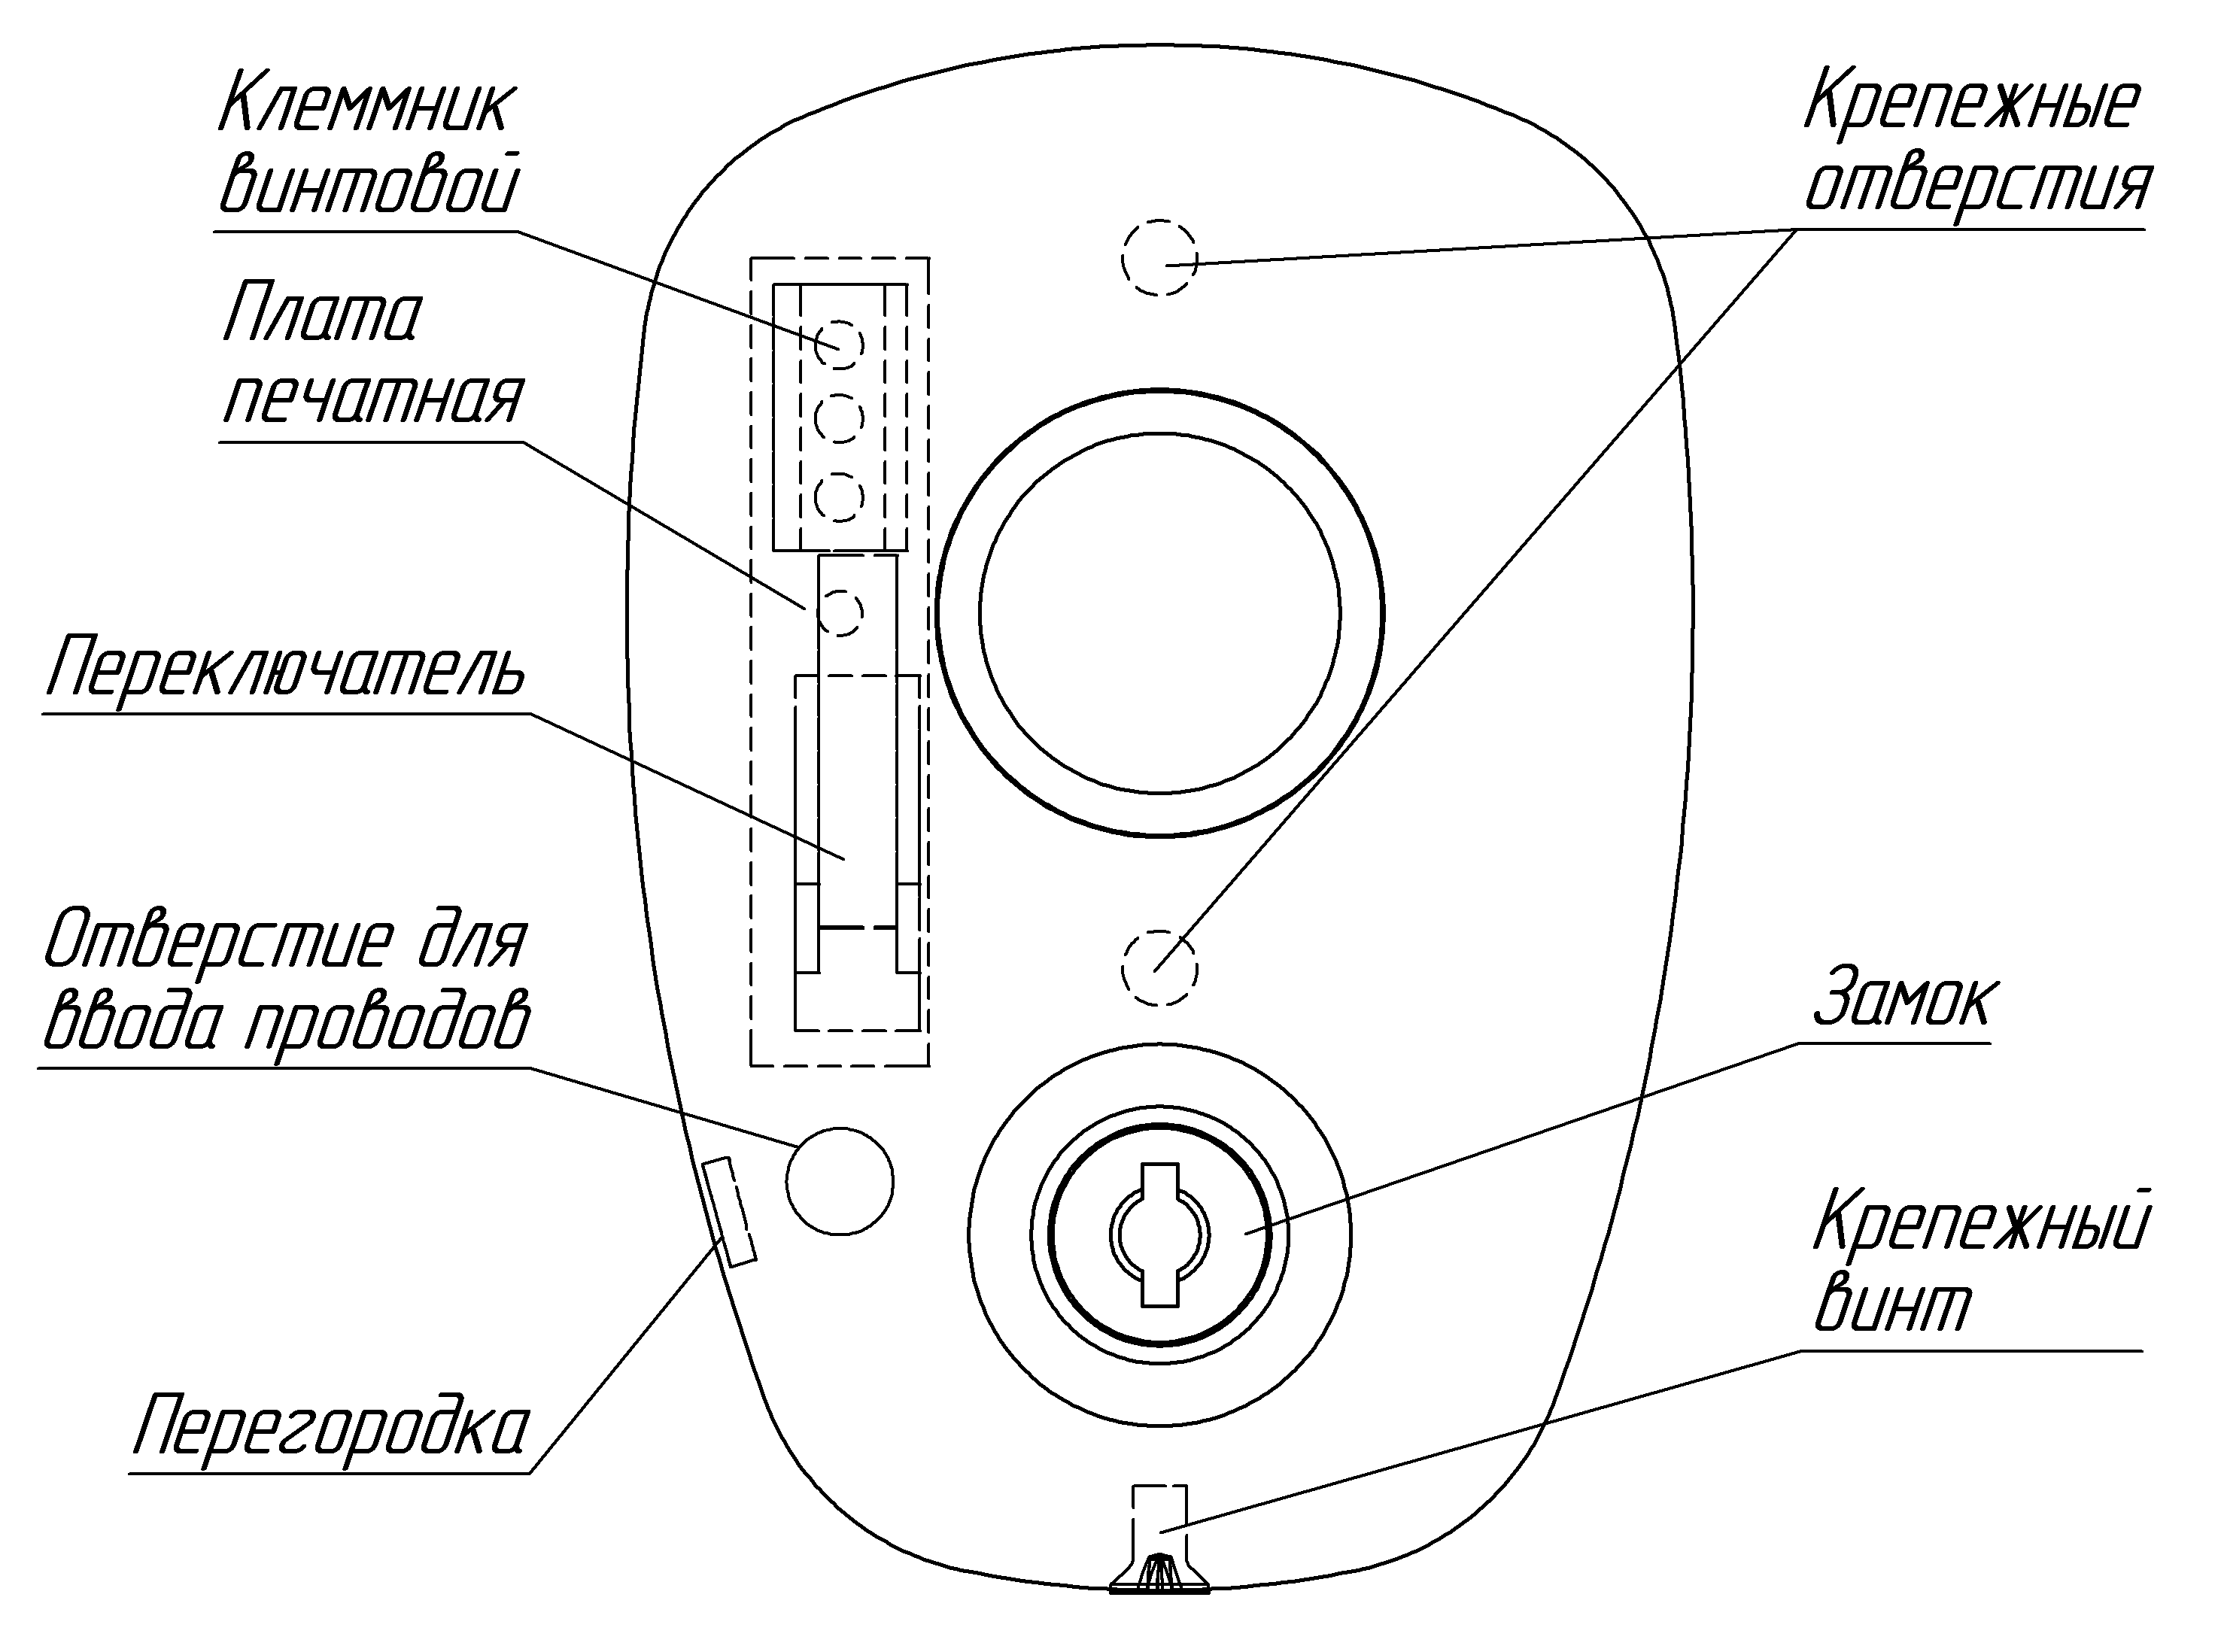 Клеммник
винтовой
Плата
печатная
Переключатель
Отверстие для
ввода проводов
Перегородка
Крепежные
отверстия
Замок
Крепежный
винт